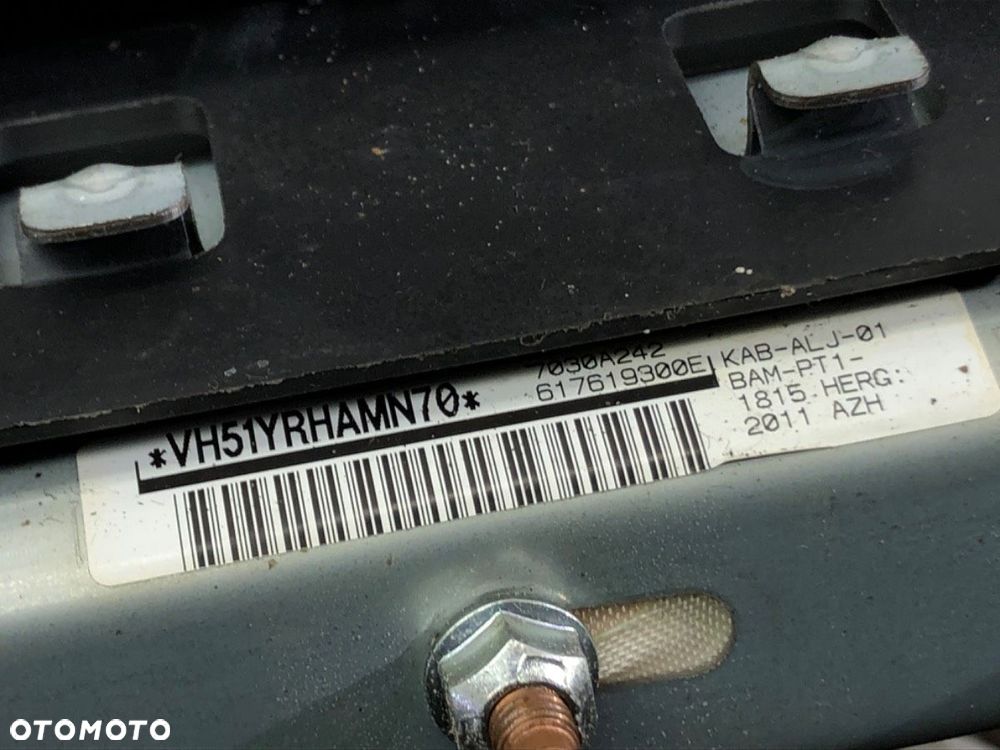 *VH51YRHAMN70*
7030A242
617619300E
KAB-ALJ-01
BAM-PT1-
1815 HERG:
2011 AZH
OTOMOTO